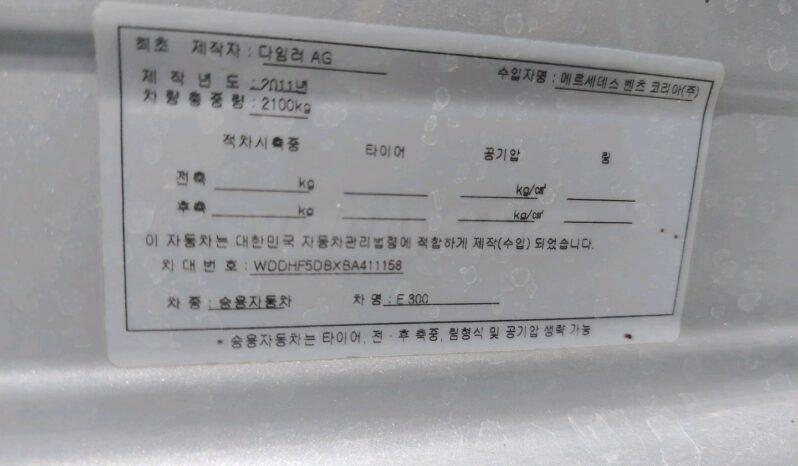 최초 제작자 : 다임러 AG
수입자명 : 메르세데스 벤츠 코리아(주)
제 작 년 도 : 2011년
차 량 총 중 량 : 2100kg
적차시축중 타이어 공기압 림
전축 kg kg/㎠
후축 kg kg/㎠
이 자동차는 대한민국 자동차관리법령에 적합하게 제작(수입) 되었습니다.
차 대 번 호 : WDDHF5DBXBA411158
차 종 : 승용자동차 차 명 : E 300
* 승용자동차는 타이어, 전 · 후 축중, 림형식 및 공기압 생략 가능